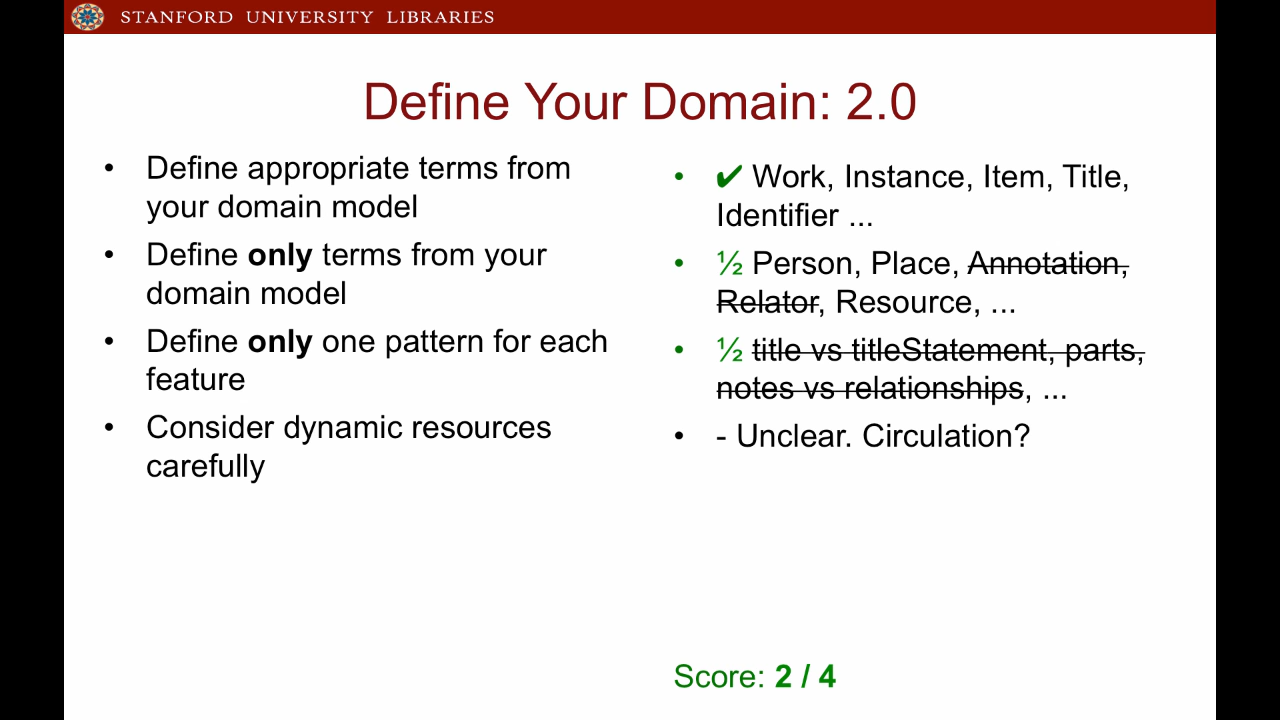 STANFORD UNIVERSITY LIBRARIES
Define Your Domain: 2.0
• Define appropriate terms from
your domain model
• Define only terms from your
domain model
• Define only one pattern for each
feature
• Consider dynamic resources
carefully
• ✔ Work, Instance, Item, Title,
Identifier ...
• ½ Person, Place, Annotation,
Relator, Resource, ...
• ½ title vs titleStatement, parts,
notes vs relationships, ...
• - Unclear. Circulation?
Score: 2 / 4